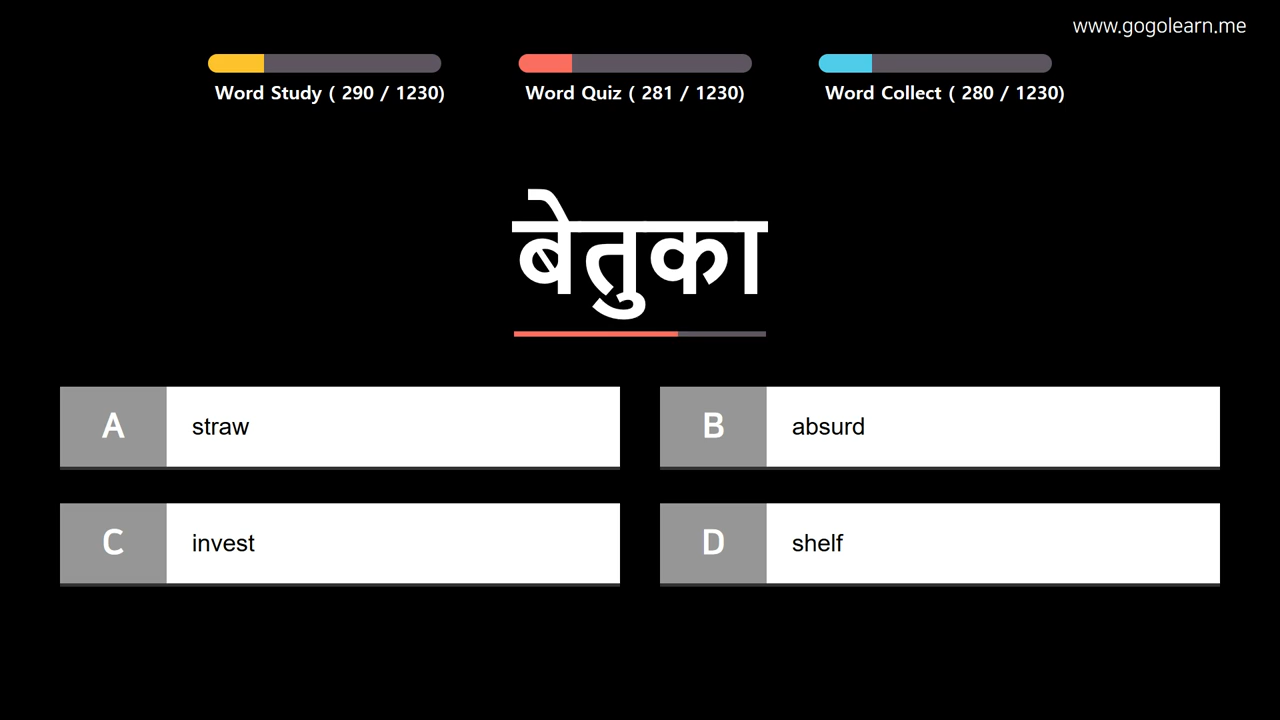 www.gogolearn.me
Word Study ( 290 / 1230)
Word Quiz ( 281 / 1230)
Word Collect ( 280 / 1230)
बेतुका
A straw
B absurd
C invest
D shelf